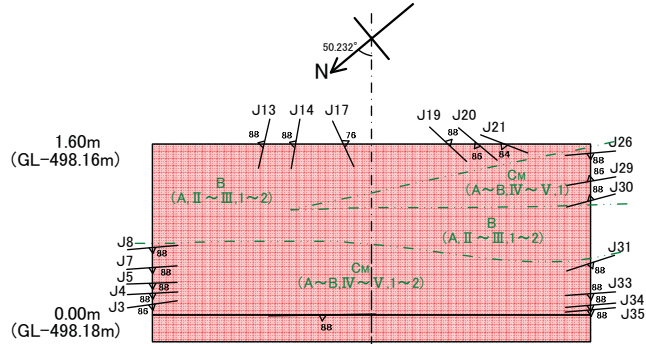 50.232°
N
J13 J14 J17 J19 J20 J21
88 88 76 88 86 84
1.60m
(GL-498.16m)
J26
88
J29
88
J30
88
B
(A, Ⅱ～Ⅲ,1～2)
CM
(A～B,Ⅳ～Ⅴ,1)
B
(A, Ⅱ～Ⅲ,1～2)
J8
88
J7
88
J5
88
J4
88
J3
86
J31
88
CM
(A～B,Ⅳ～Ⅴ,1～2)
J33
88
J34
88
J35
88
0.00m
(GL-498.18m)
88